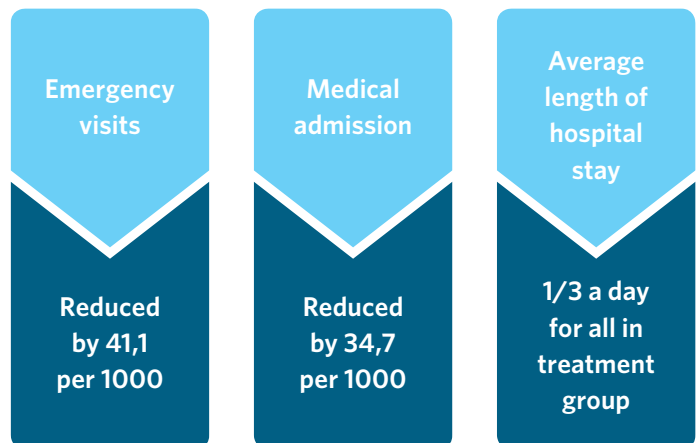 Emergency
visits
Reduced
by 41,1
per 1000
Medical
admission
Reduced
by 34,7
per 1000
Average
length of
hospital
stay
1/3 a day
for all in
treatment
group